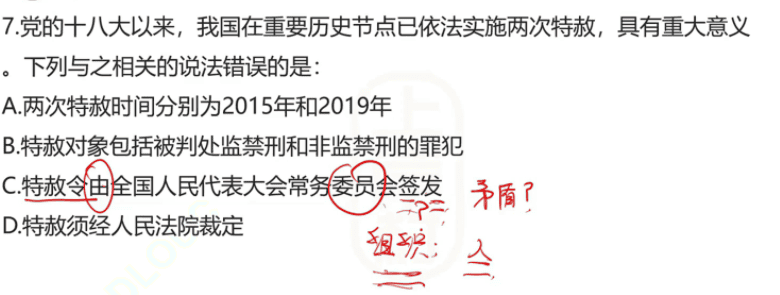 7.党的十八大以来，我国在重要历史节点已依法实施两次特赦，具有重大意义
。下列与之相关的说法错误的是：
A.两次特赦时间分别为2015年和2019年
B.特赦对象包括被判处监禁刑和非监禁刑的罪犯
C.特赦令由全国人民代表大会常务委员会签发
矛盾？
D.特赦须经人民法院裁定
组织：人